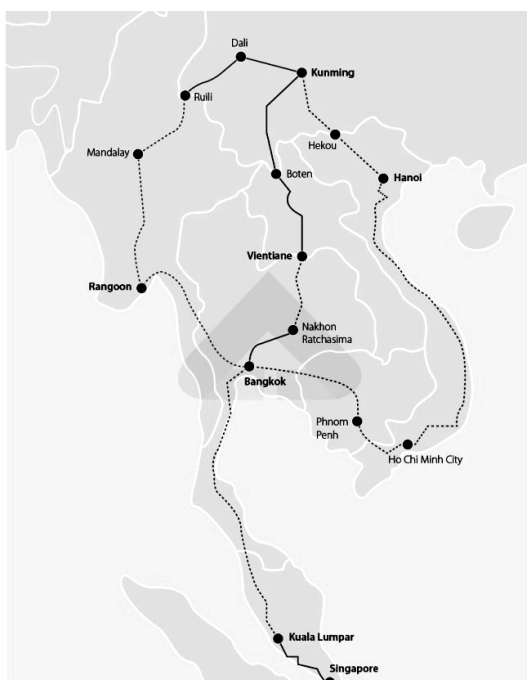 Dali
Kunming
Ruili
Hekou
Mandalay
Boten
Hanoi
Vientiane
Rangoon
Nakhon
Ratchasima
Bangkok
Phnom
Penh
Ho Chi Minh City
Kuala Lumpar
Singapore